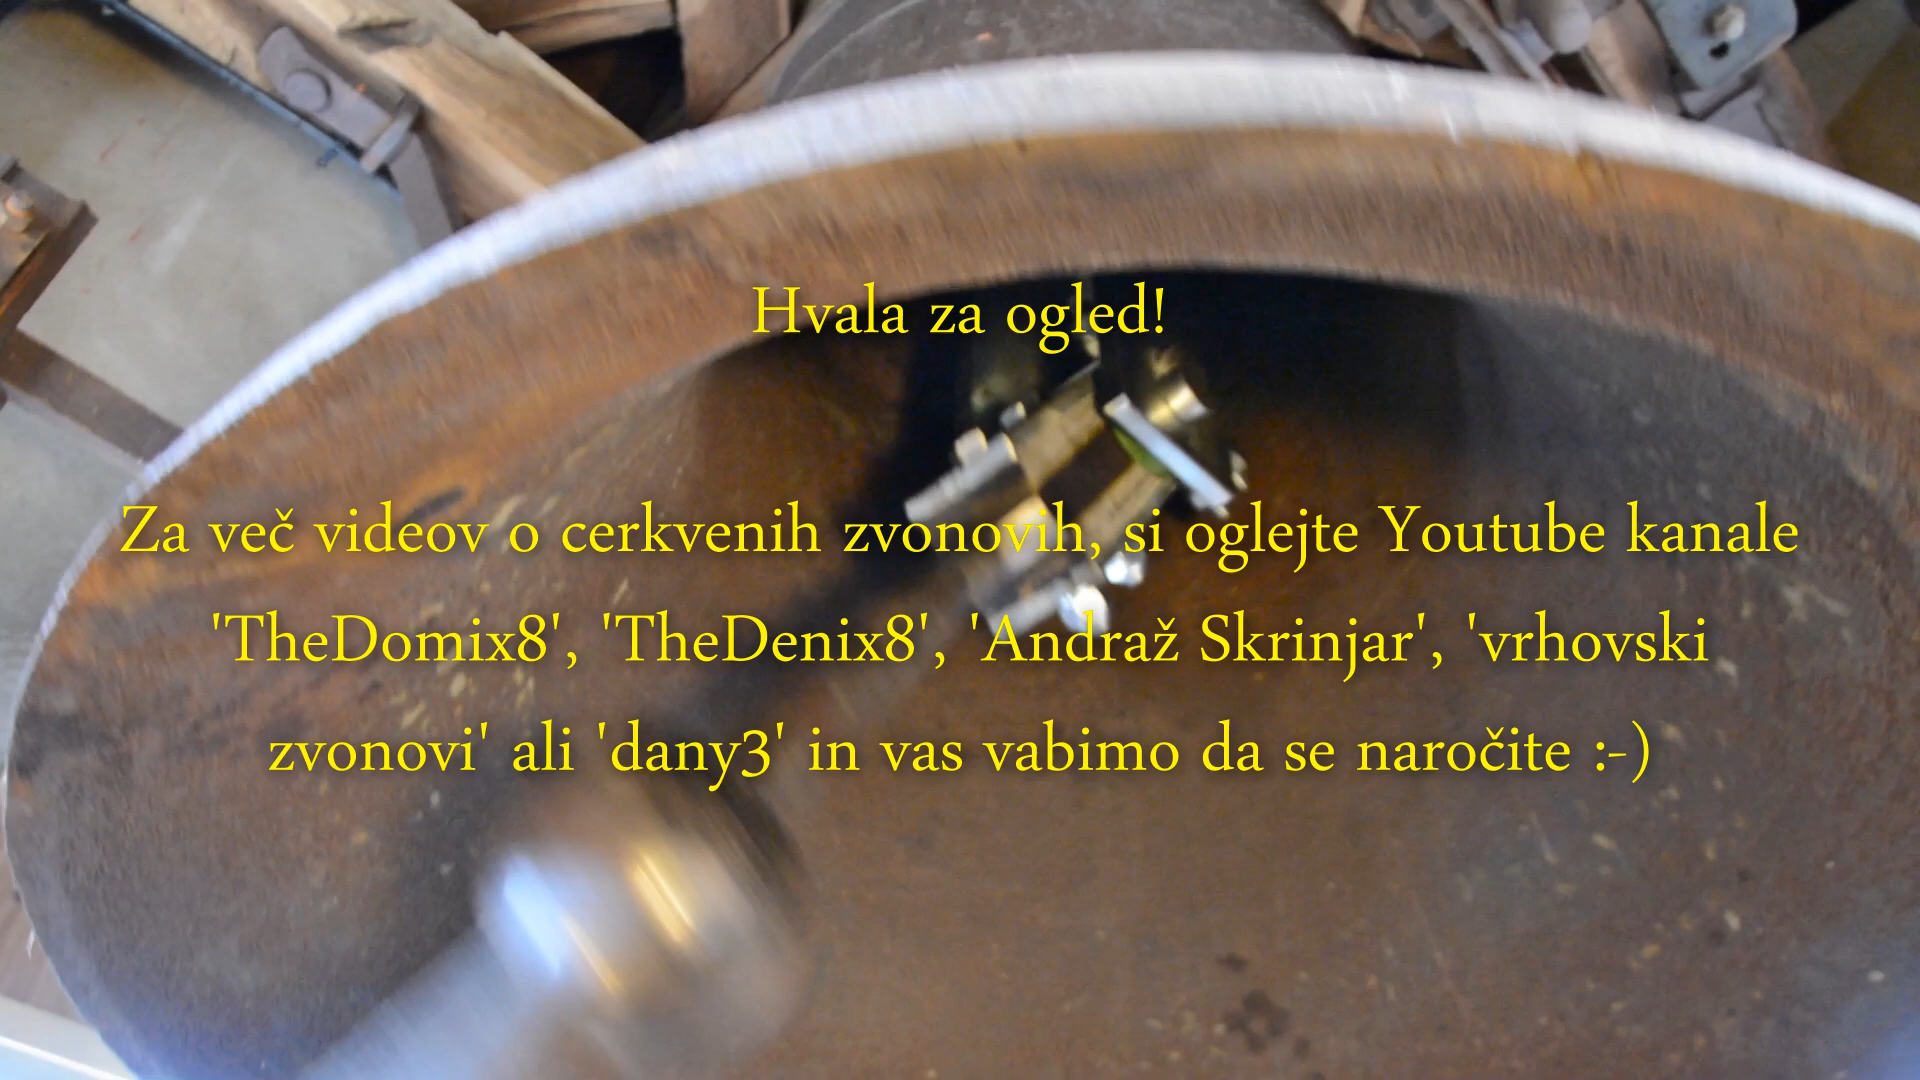 Hvala za ogled!
Za več videov o cerkvenih zvonovih, si oglejte Youtube kanale
'TheDomix8', 'TheDenix8', 'Andraž Skrinjar', 'vrhovski
zvonovi' ali 'dany3' in vas vabimo da se naročite :-)